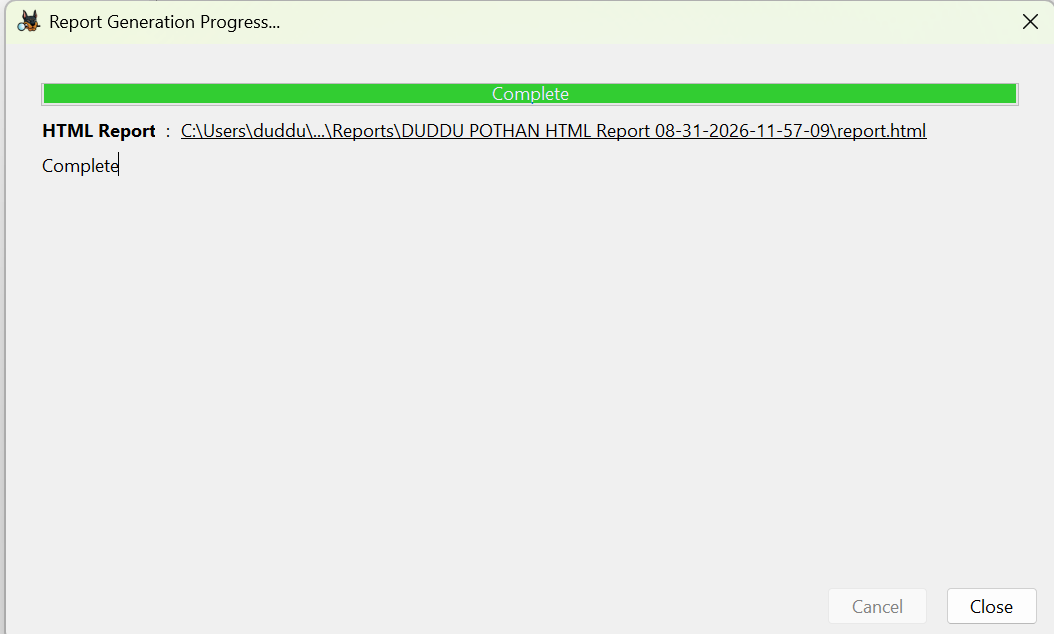 Report Generation Progress...
Complete
HTML Report : C:\Users\duddu\...\Reports\DUDDU POTHAN HTML Report 08-31-2026-11-57-09\report.html
Complete
Cancel Close